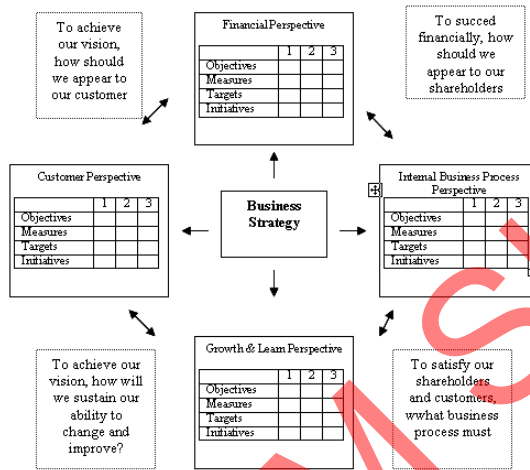 To achieve
our vision,
how should
we appear to
our customer
Financial Perspective
1 2 3
Objectives
Measures
Targets
Initiatives
To succed
financially, how
should we
appear to our
shareholders
Customer Perspective
1 2 3
Objectives
Measures
Targets
Initiatives
Business
Strategy
Internal Business Process
Perspective
1 2 3
Objectives
Measures
Targets
Initiatives
To achieve our
vision, how will
we sustain our
ability to
change and
improve?
Growth & Learn Perspective
1 2 3
Objectives
Measures
Targets
Initiatives
To satisfy our
shareholders
and customers,
wwhat business
process must